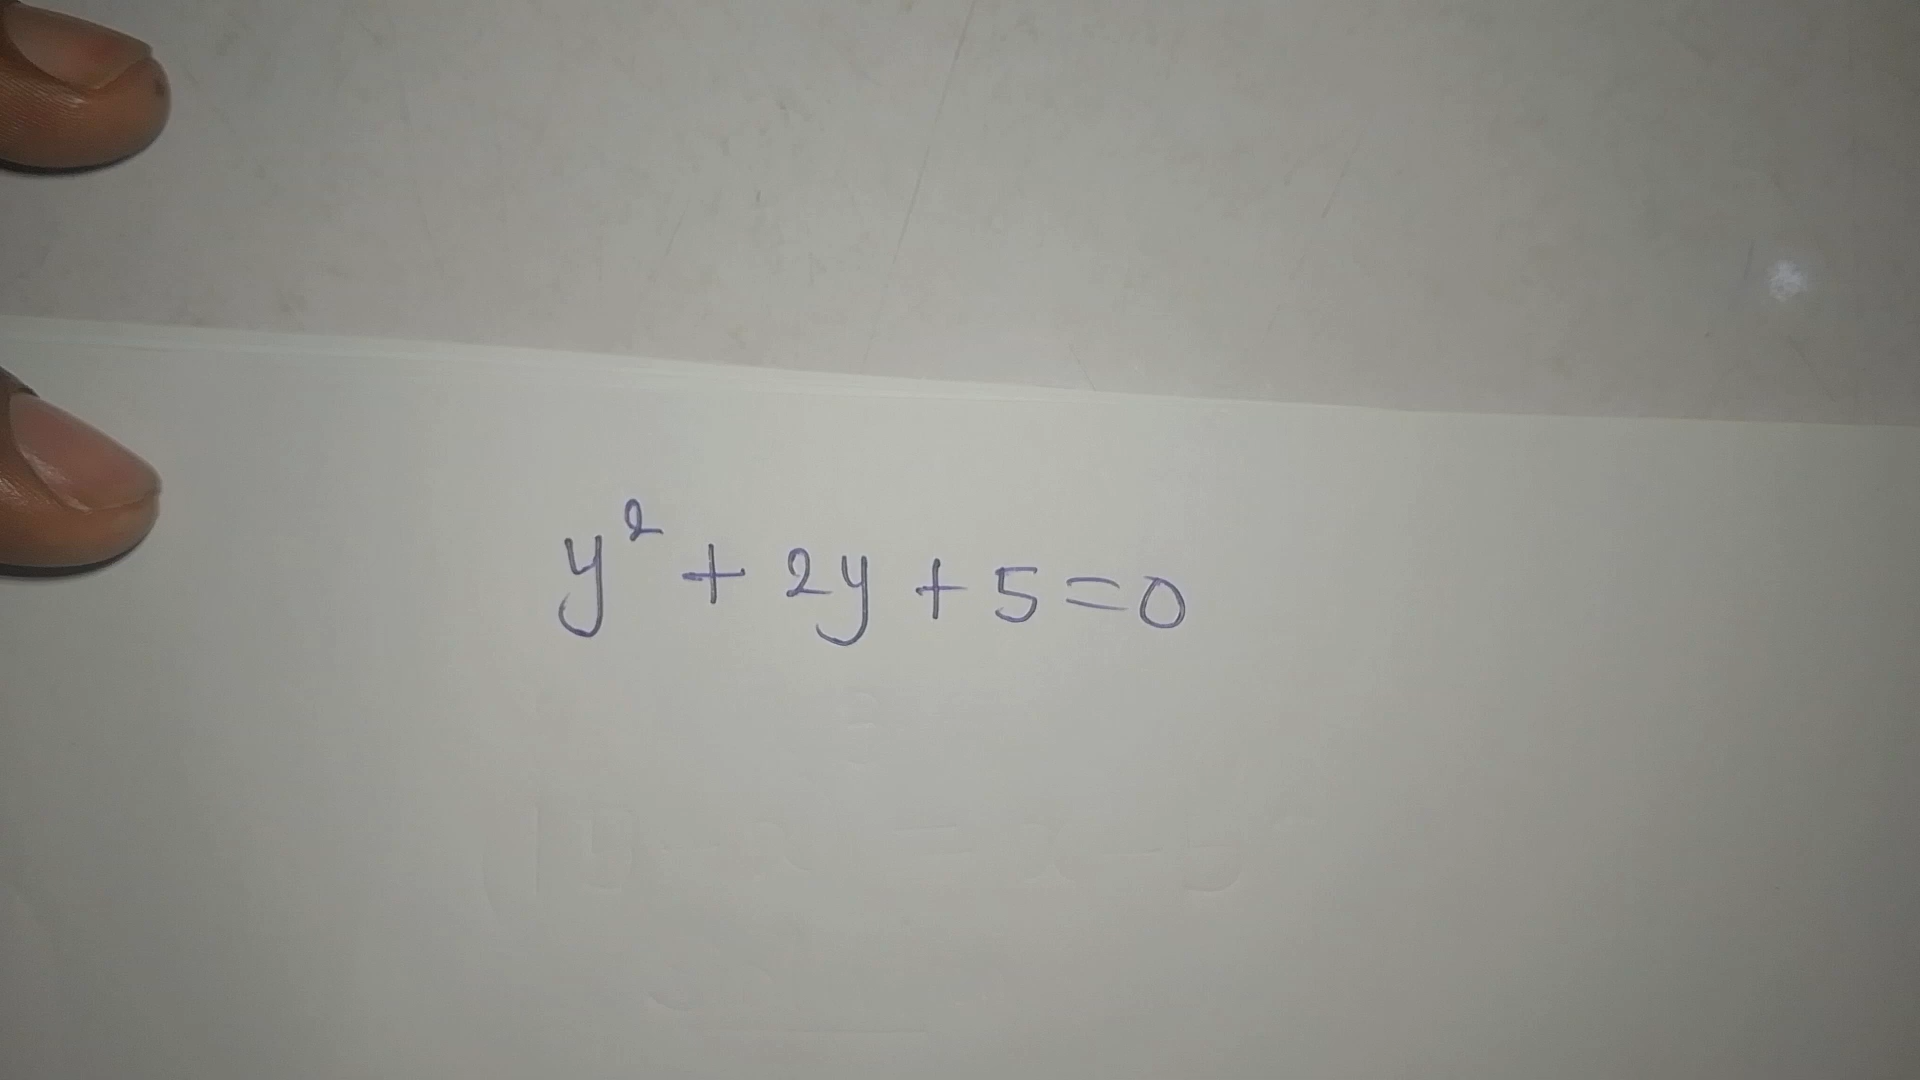 y² + 2y + 5 = 0